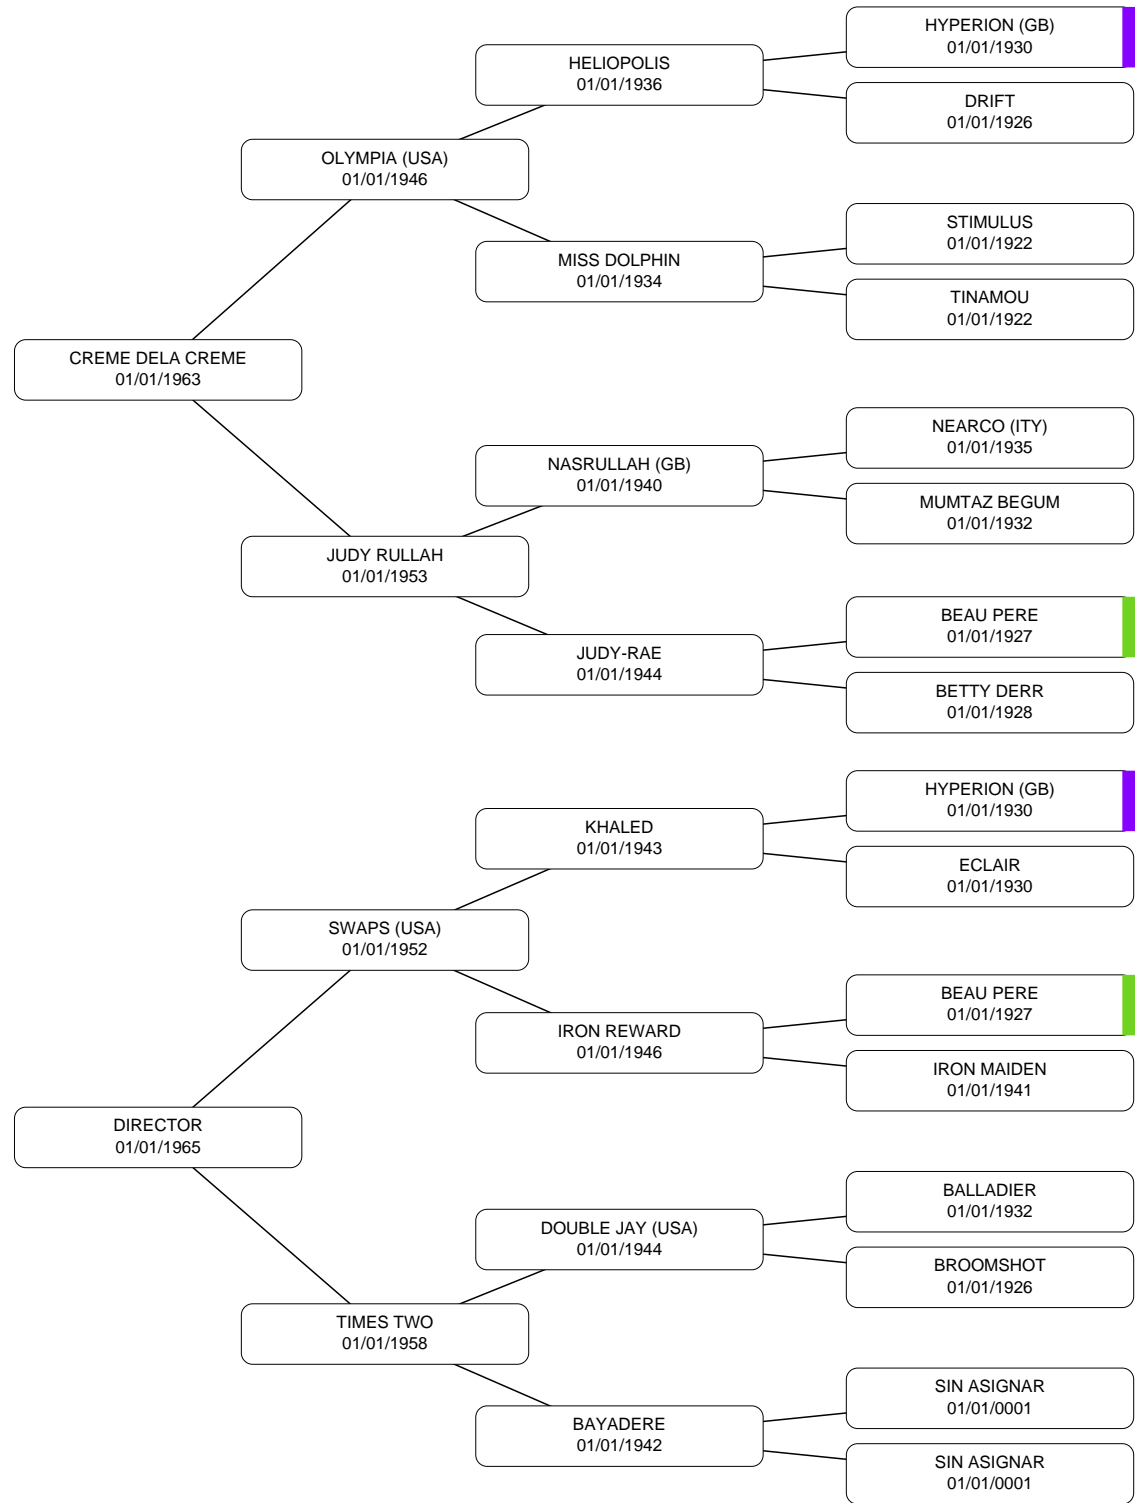 HYPERION (GB)
01/01/1930
HELIOPOLIS
01/01/1936
DRIFT
01/01/1926
OLYMPIA (USA)
01/01/1946
STIMULUS
01/01/1922
MISS DOLPHIN
01/01/1934
TINAMOU
01/01/1922
CREME DELA CREME
01/01/1963
NEARCO (ITY)
01/01/1935
NASRULLAH (GB)
01/01/1940
MUMTAZ BEGUM
01/01/1932
JUDY RULLAH
01/01/1953
BEAU PERE
01/01/1927
JUDY-RAE
01/01/1944
BETTY DERR
01/01/1928
HYPERION (GB)
01/01/1930
KHALED
01/01/1943
ECLAIR
01/01/1930
SWAPS (USA)
01/01/1952
BEAU PERE
01/01/1927
IRON REWARD
01/01/1946
IRON MAIDEN
01/01/1941
DIRECTOR
01/01/1965
BALLADIER
01/01/1932
DOUBLE JAY (USA)
01/01/1944
BROOMSHOT
01/01/1926
TIMES TWO
01/01/1958
SIN ASIGNAR
01/01/0001
BAYADERE
01/01/1942
SIN ASIGNAR
01/01/0001